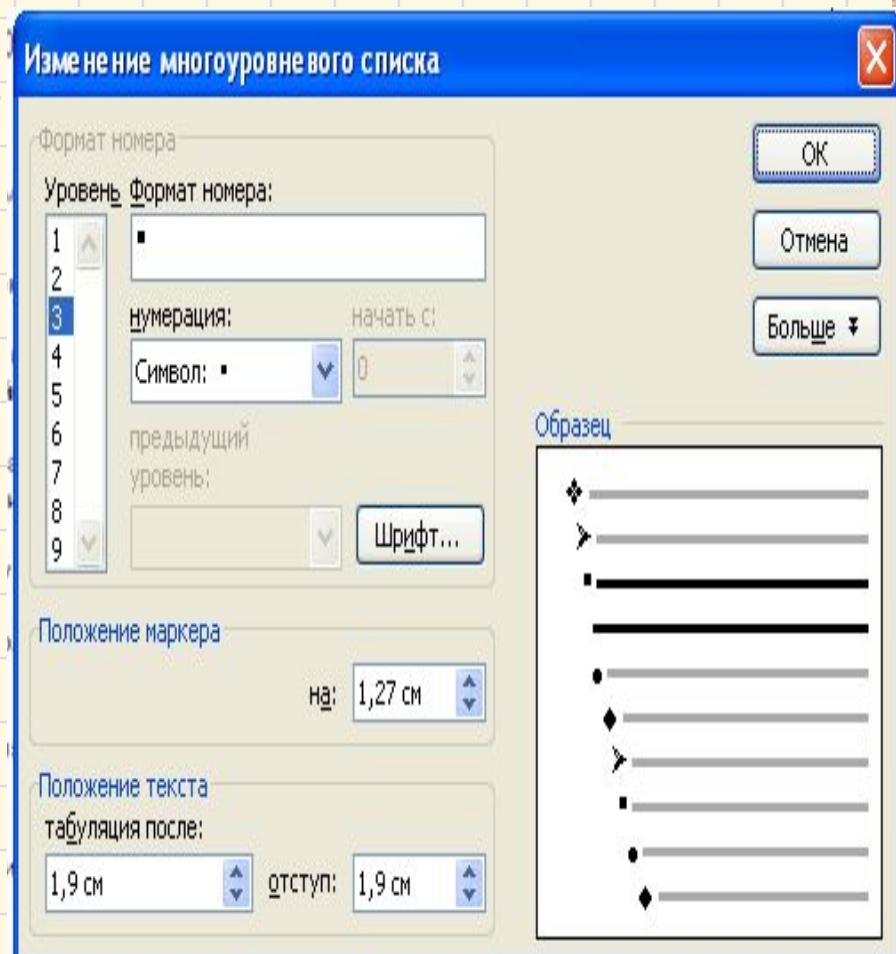 Изменение многоуровневого списка
Формат номера
Уровень Формат номера:
1
2
3
4
5
6
7
8
9
нумерация:
начать с:
Символ: ▪
0
предыдущий
уровень:
Шрифт...
Положение маркера
на: 1,27 см
Положение текста
табуляция после:
1,9 см
отступ: 1,9 см
ОК
Отмена
Больше
Образец